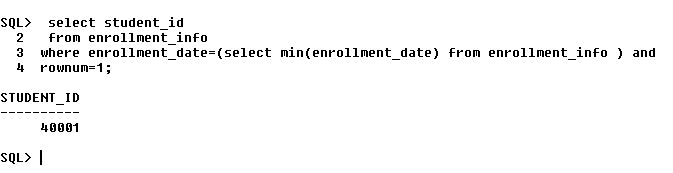 SQL>  select student_id
  2   from enrollment_info
  3  where enrollment_date=(select min(enrollment_date) from enrollment_info ) and
  4  rownum=1;
STUDENT_ID
----------
     40001
SQL>